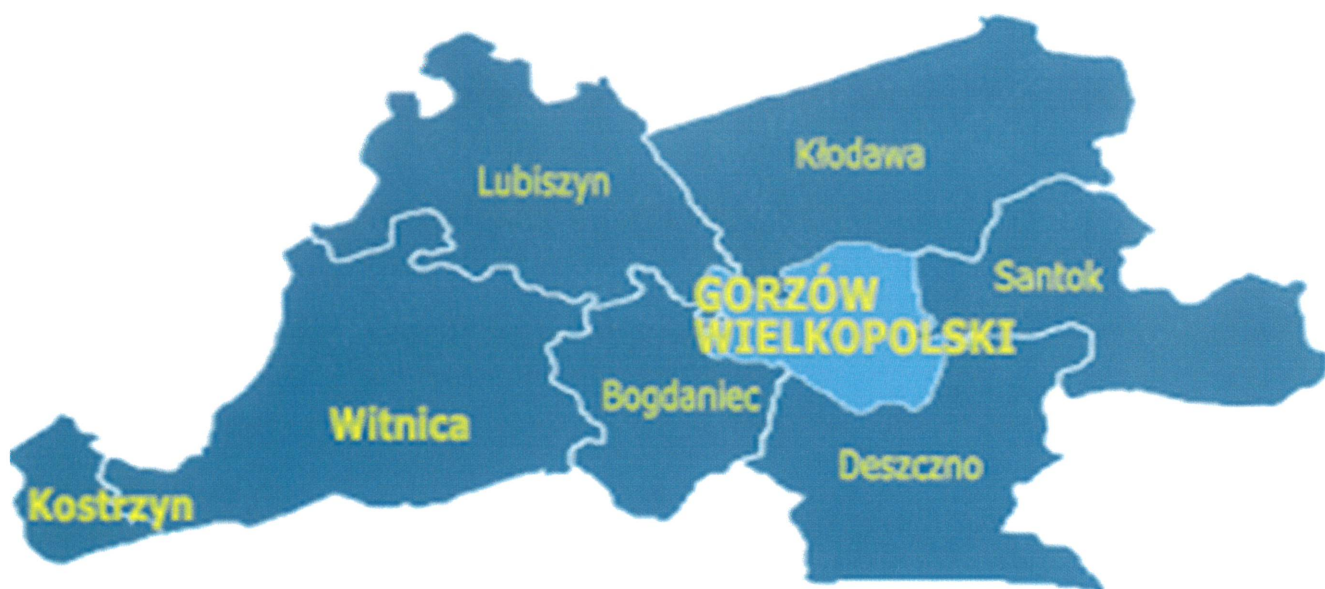 Kłodawa
Lubiszyn
Santok
GORZÓW
WIELKOPOLSKI
Bogdaniec
Witnica
Deszczno
Kostrzyn